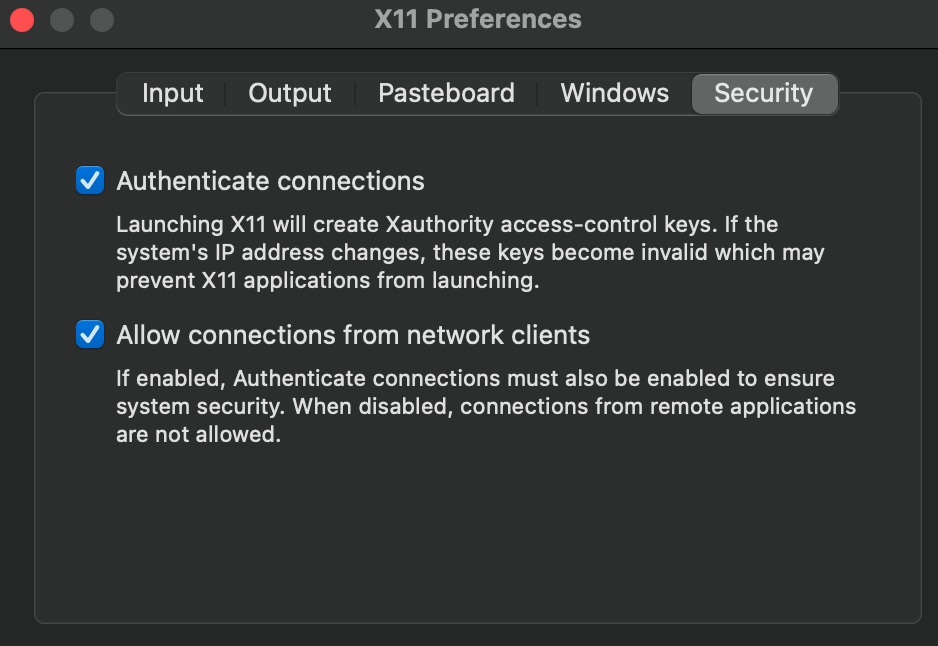 X11 Preferences
Input Output Pasteboard Windows Security
Authenticate connections
Launching X11 will create Xauthority access-control keys. If the
system's IP address changes, these keys become invalid which may
prevent X11 applications from launching.
Allow connections from network clients
If enabled, Authenticate connections must also be enabled to ensure
system security. When disabled, connections from remote applications
are not allowed.